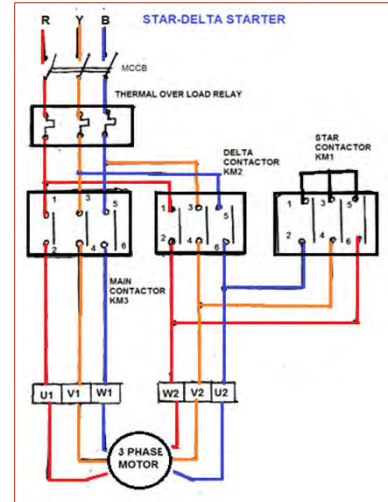 R Y B STAR-DELTA STARTER
MCCB
THERMAL OVER LOAD RELAY
DELTA
CONTACTOR
KM2
STAR
CONTACTOR
KM1
1 3 5
2 4 6
1 3 5
2 4 6
1 3 5
2 4 6
MAIN
CONTACTOR
KM3
U1 V1 W1 W2 V2 U2
3 PHASE
MOTOR